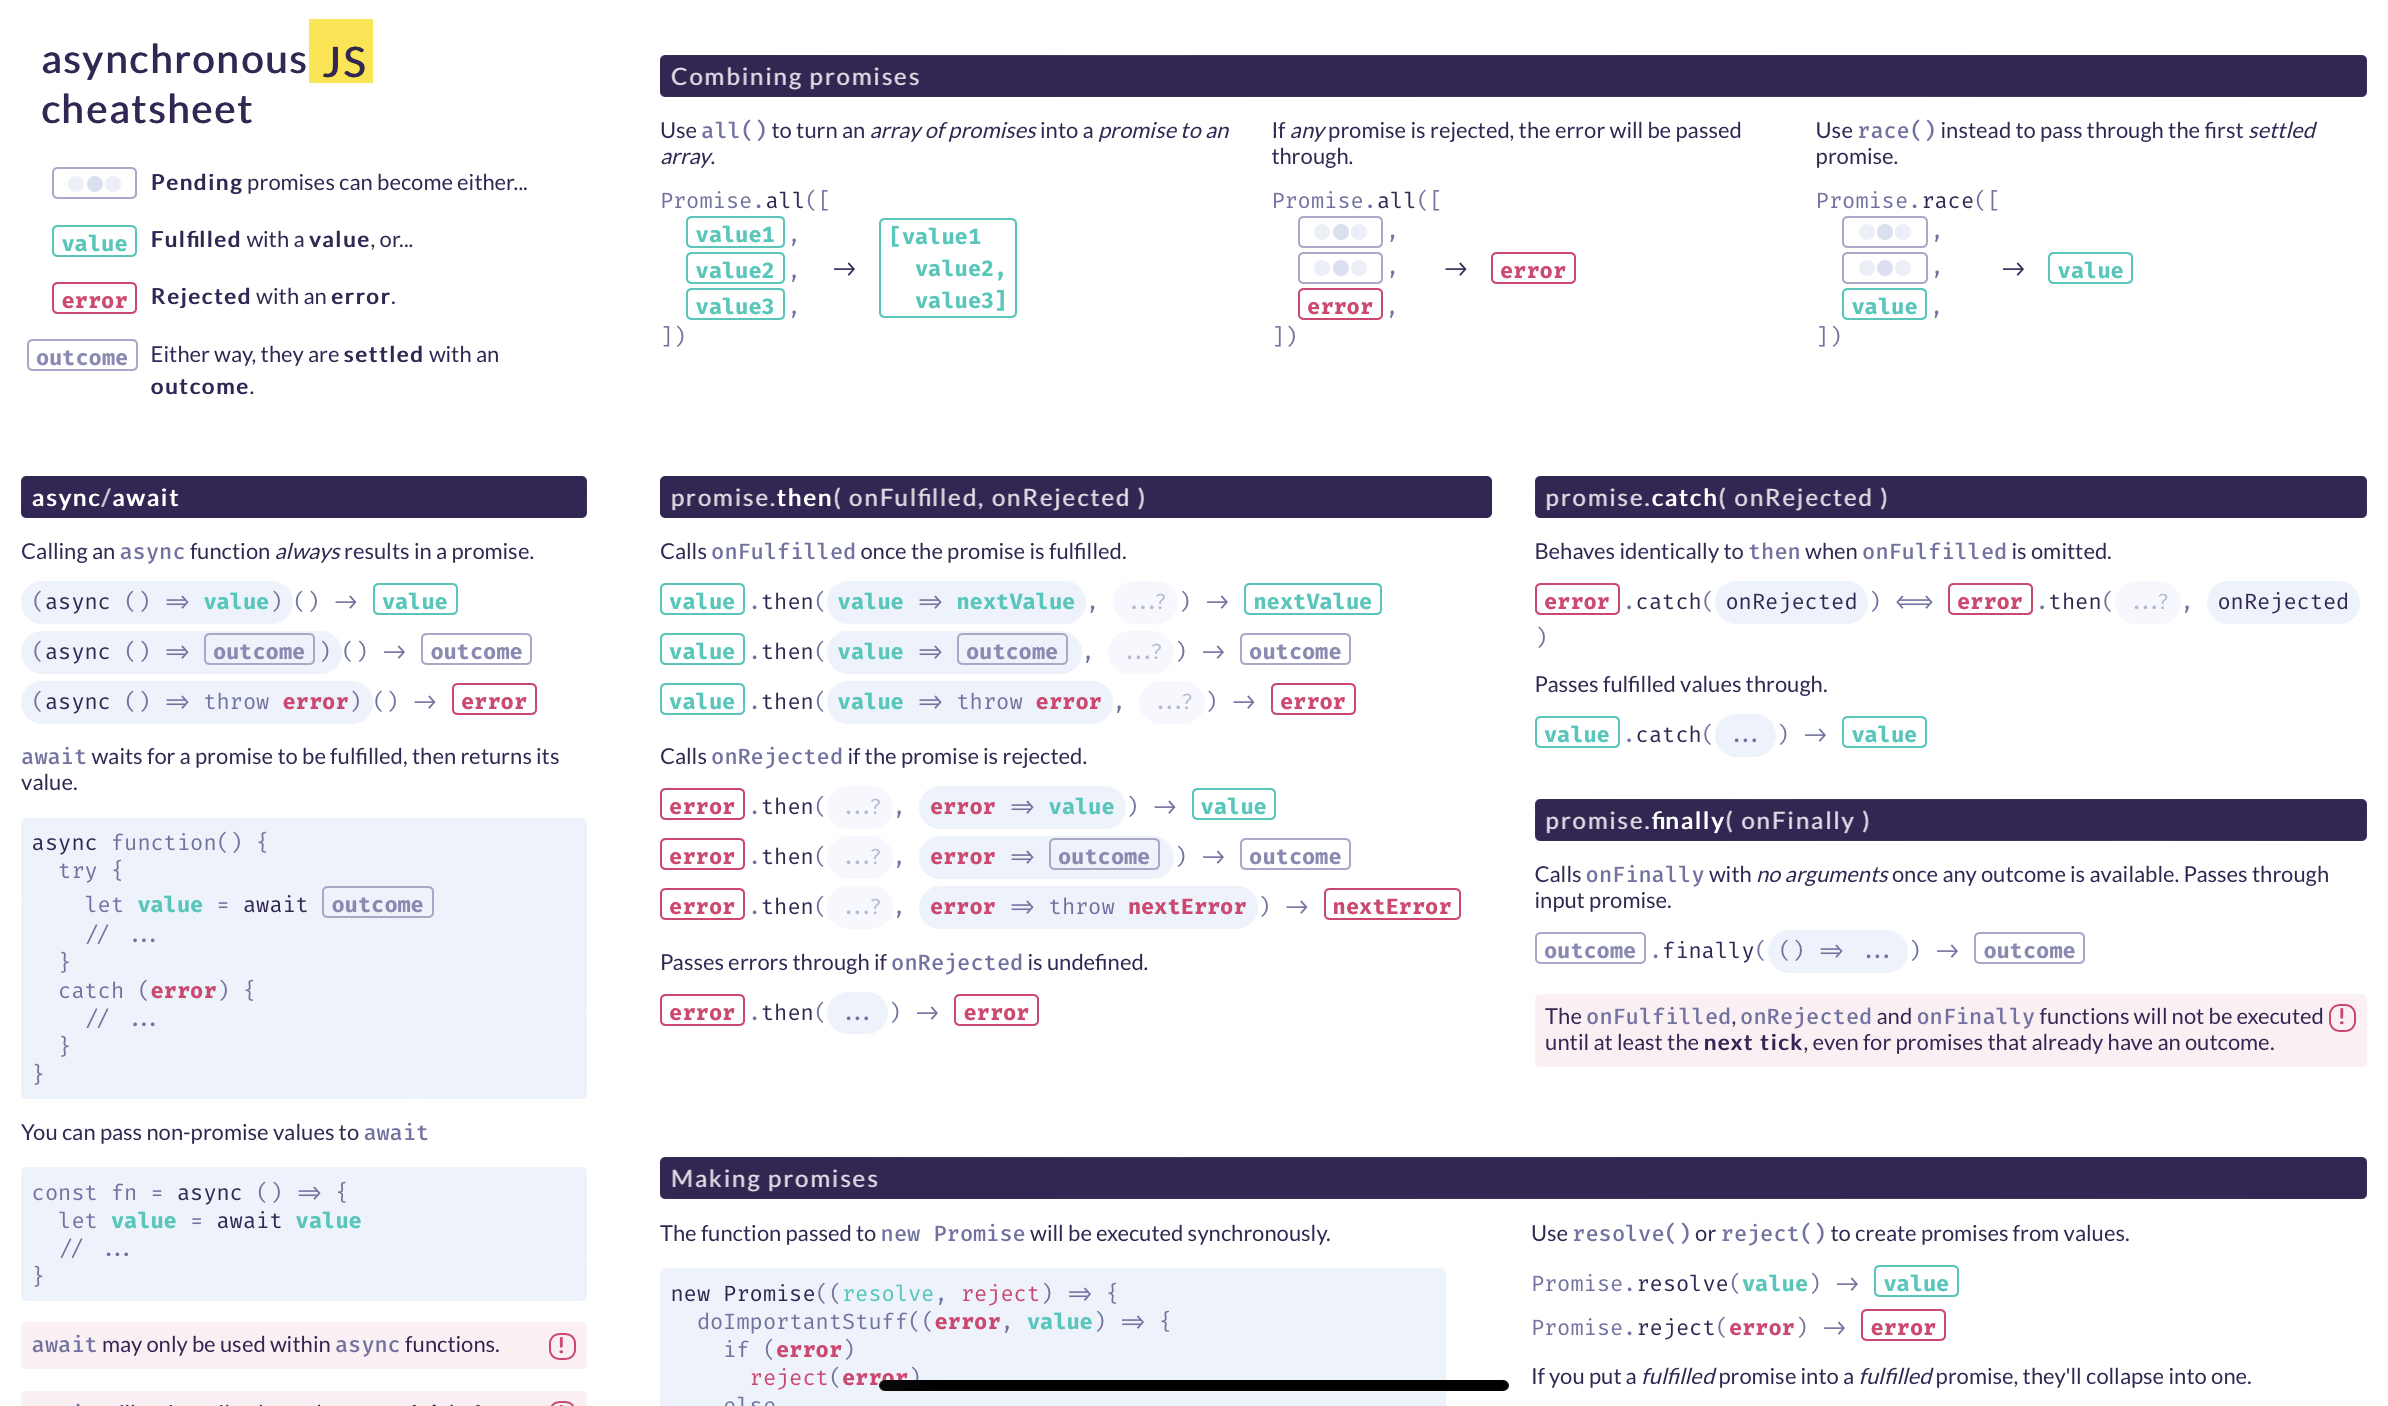 asynchronous JS
cheatsheet
Pending promises can become either...
value Fulfilled with a value, or...
error Rejected with an error.
outcome Either way, they are settled with an
outcome.
Combining promises
Use all() to turn an array of promises into a promise to an
array.
Promise.all([
value1 ,
value2 , → [value1
value2,
value3]
value3 ,
])
If any promise is rejected, the error will be passed
through.
Promise.all([
,
, → error
error ,
])
Use race() instead to pass through the first settled
promise.
Promise.race([
,
, → value
value ,
])
async/await
Calling an async function always results in a promise.
(async () ⇒ value)() → value
(async () ⇒ outcome )() → outcome
(async () ⇒ throw error)() → error
await waits for a promise to be fulfilled, then returns its
value.
async function() {
try {
let value = await outcome
// ...
}
catch (error) {
// ...
}
}
You can pass non-promise values to await
const fn = async () ⇒ {
let value = await value
// ...
}
await may only be used within async functions. !
promise.then( onFulfilled, onRejected )
Calls onFulfilled once the promise is fulfilled.
value .then( value ⇒ nextValue , ...? ) → nextValue
value .then( value ⇒ outcome , ...? ) → outcome
value .then( value ⇒ throw error , ...? ) → error
Calls onRejected if the promise is rejected.
error .then( ...? , error ⇒ value ) → value
error .then( ...? , error ⇒ outcome ) → outcome
error .then( ...? , error ⇒ throw nextError ) → nextError
Passes errors through if onRejected is undefined.
error .then( ... ) → error
promise.catch( onRejected )
Behaves identically to then when onFulfilled is omitted.
error .catch( onRejected ) ⟺ error .then( ...? , onRejected
)
Passes fulfilled values through.
value .catch( ... ) → value
promise.finally( onFinally )
Calls onFinally with no arguments once any outcome is available. Passes through
input promise.
outcome .finally( () ⇒ ... ) → outcome
The onFulfilled, onRejected and onFinally functions will not be executed !
until at least the next tick, even for promises that already have an outcome.
Making promises
The function passed to new Promise will be executed synchronously.
new Promise((resolve, reject) ⇒ {
doImportantStuff((error, value) ⇒ {
if (error)
reject(error)
else
Use resolve() or reject() to create promises from values.
Promise.resolve(value) → value
Promise.reject(error) → error
If you put a fulfilled promise into a fulfilled promise, they'll collapse into one.